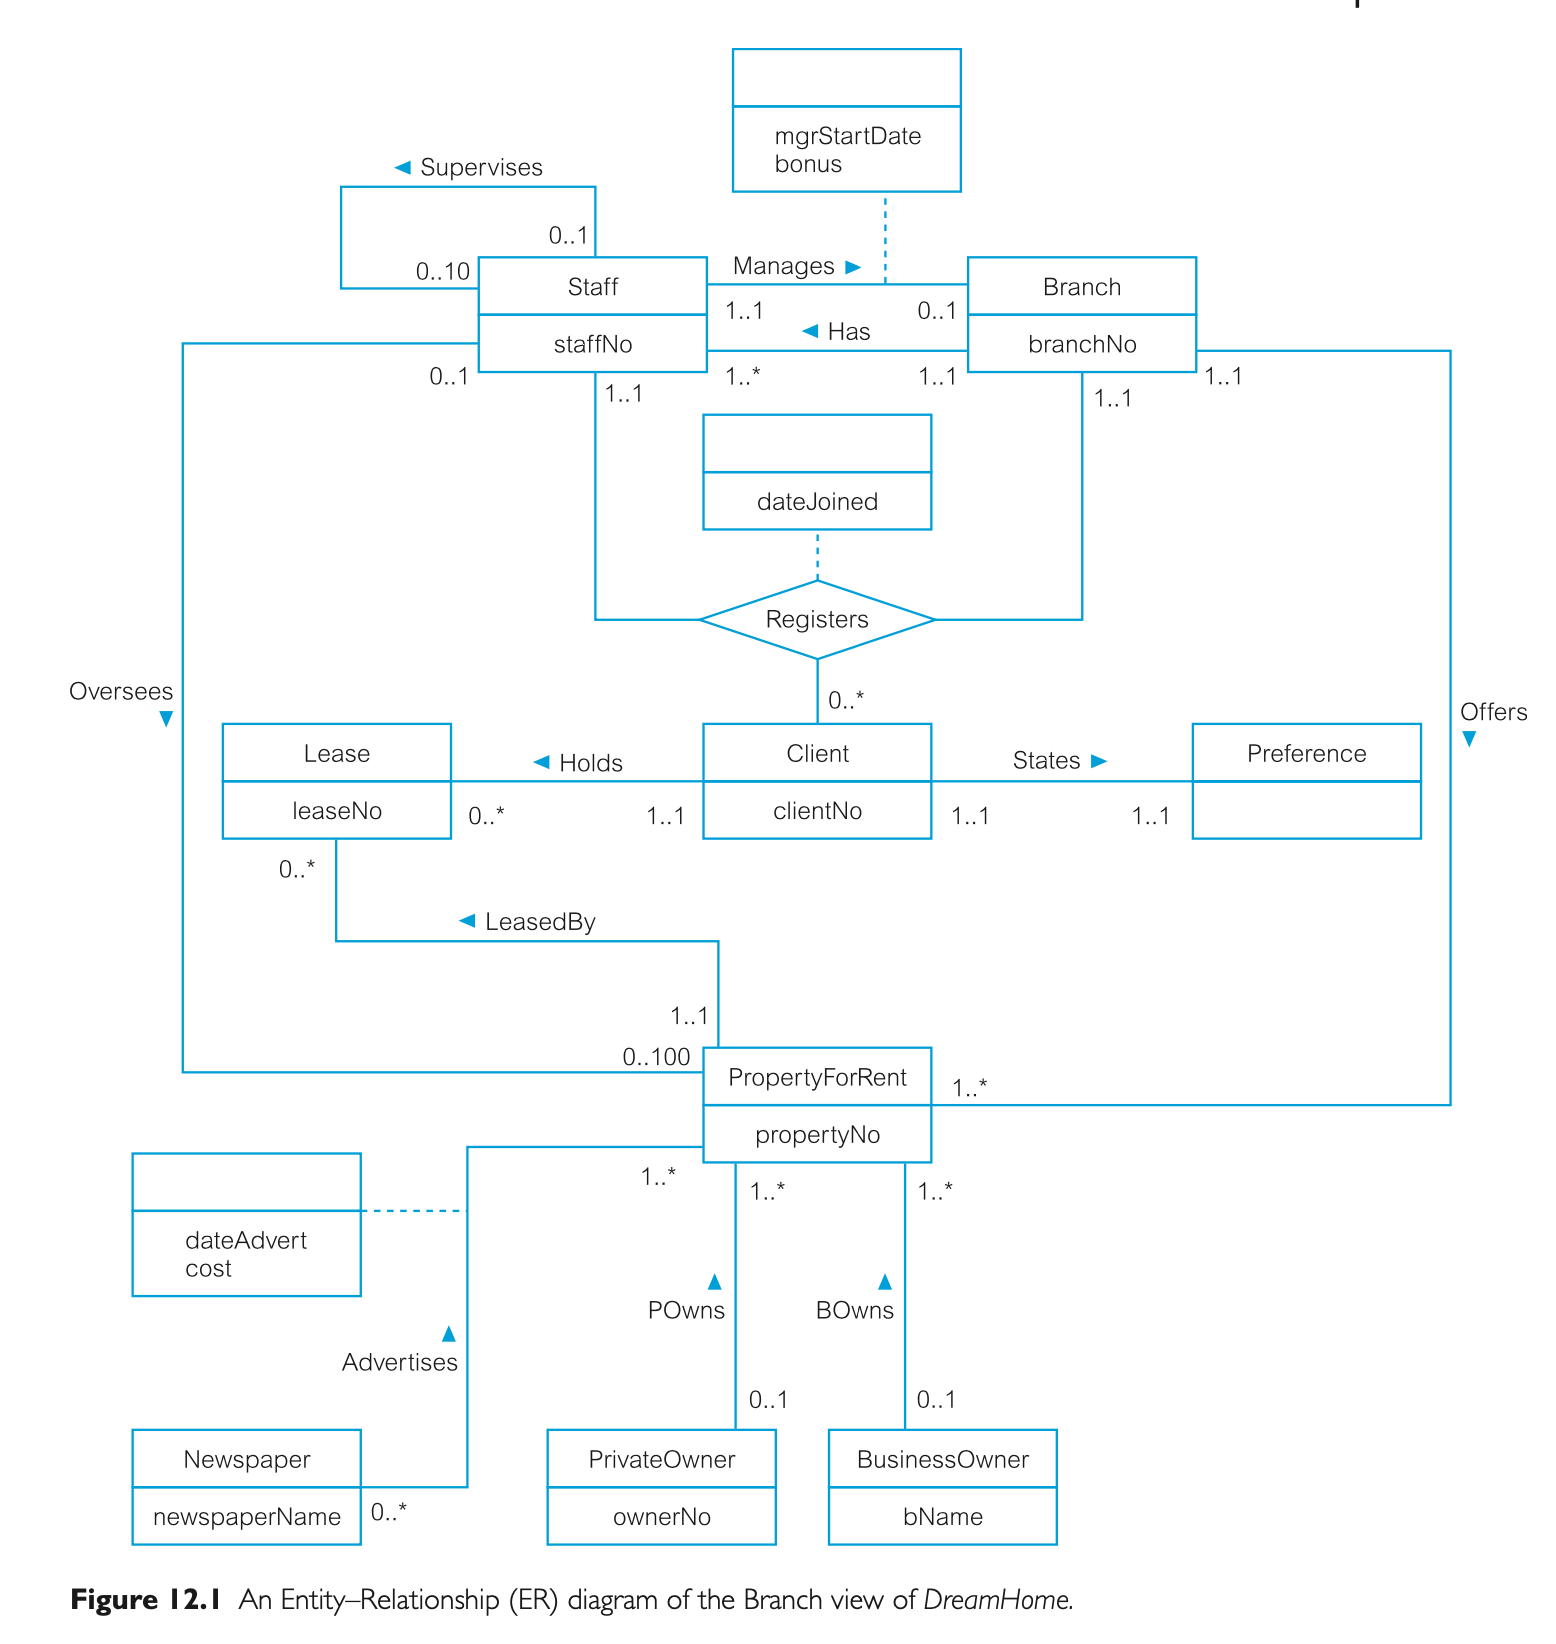 mgrStartDate
bonus
Supervises
0..1
0..10
Staff
staffNo
Manages
1..1
0..1
Has
1..*
1..1
Branch
branchNo
0..1
1..1
1..1
1..1
dateJoined
Registers
0..*
Oversees
Offers
Lease
leaseNo
Holds
0..*
1..1
Client
clientNo
States
1..1
1..1
Preference
0..*
LeasedBy
1..1
0..100
PropertyForRent
propertyNo
1..*
1..*
1..*
1..*
dateAdvert
cost
POwns
BOwns
Advertises
0..1
0..1
Newspaper
newspaperName
0..*
PrivateOwner
ownerNo
BusinessOwner
bName
Figure 12.1 An Entity–Relationship (ER) diagram of the Branch view of DreamHome.